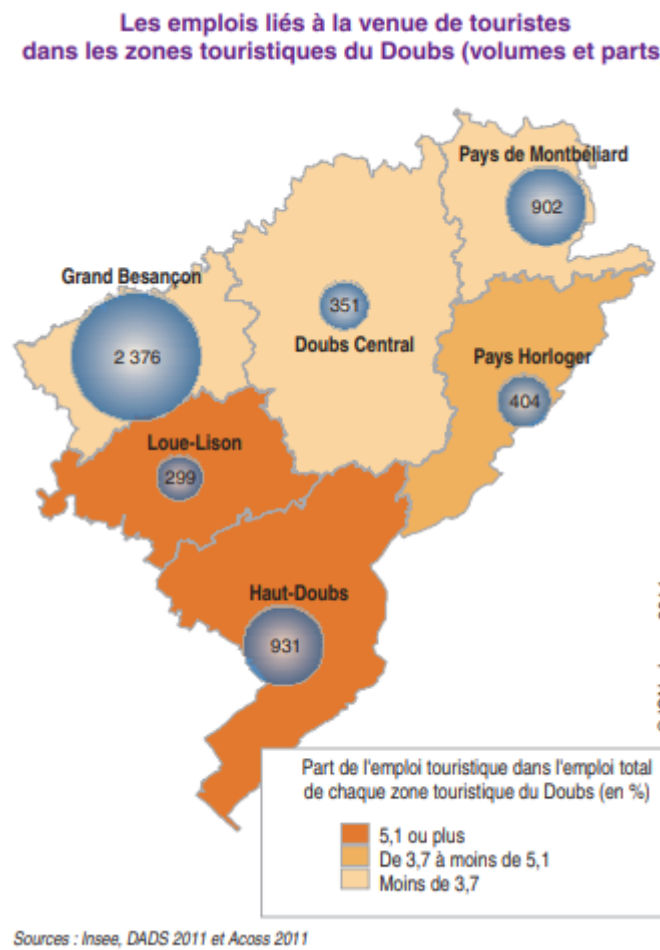 Les emplois liés à la venue de touristes
dans les zones touristiques du Doubs (volumes et parts
Pays de Montbéliard
902
Grand Besançon
2 376
351
Doubs Central
Pays Horloger
404
Loue-Lison
299
Haut-Doubs
931
Part de l'emploi touristique dans l'emploi total
de chaque zone touristique du Doubs (en %)
5,1 ou plus
De 3,7 à moins de 5,1
Moins de 3,7
Sources : Insee, DADS 2011 et Acoss 2011